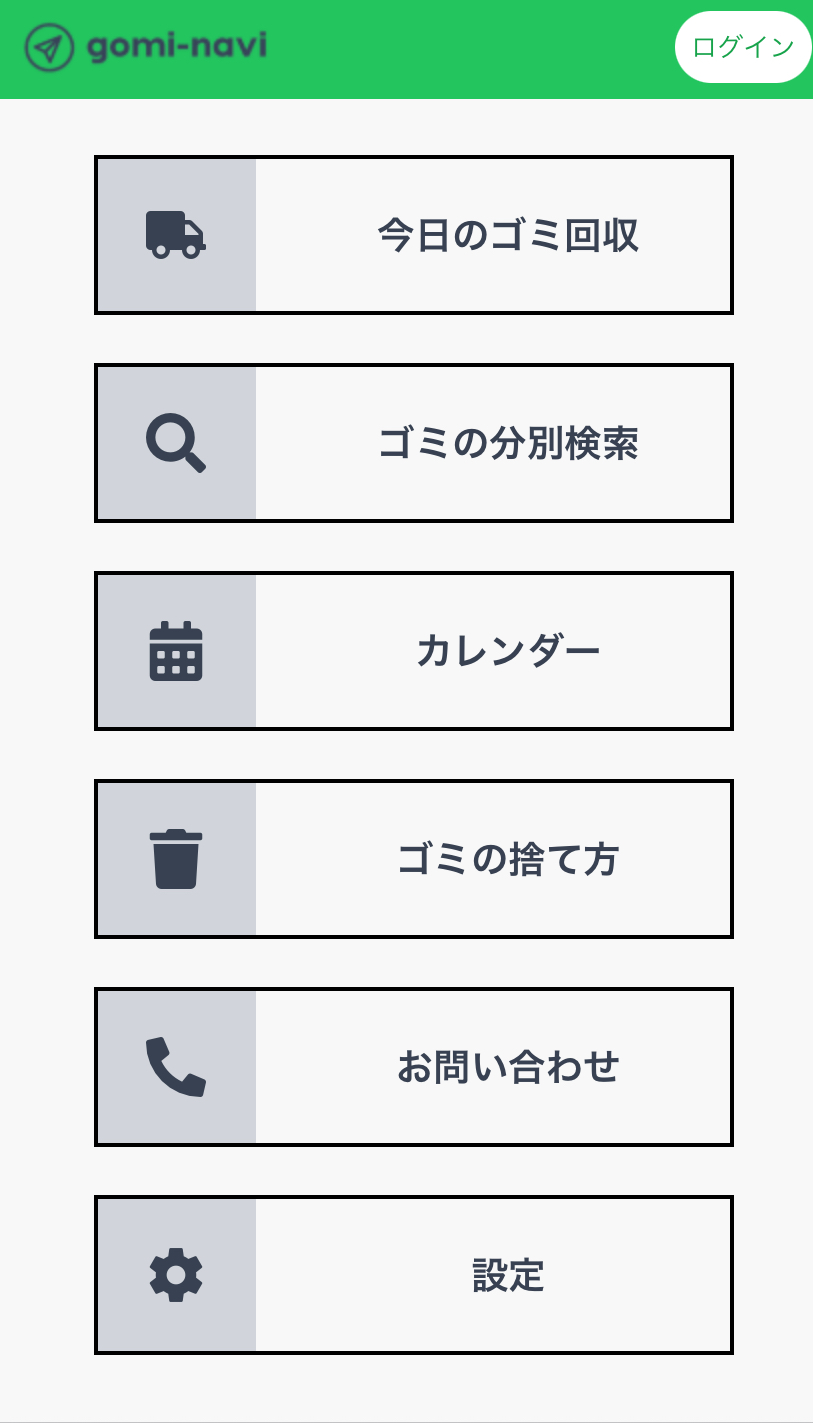 gomi-navi
ログイン
今日のゴミ回収
ゴミの分別検索
カレンダー
ゴミの捨て方
お問い合わせ
設定